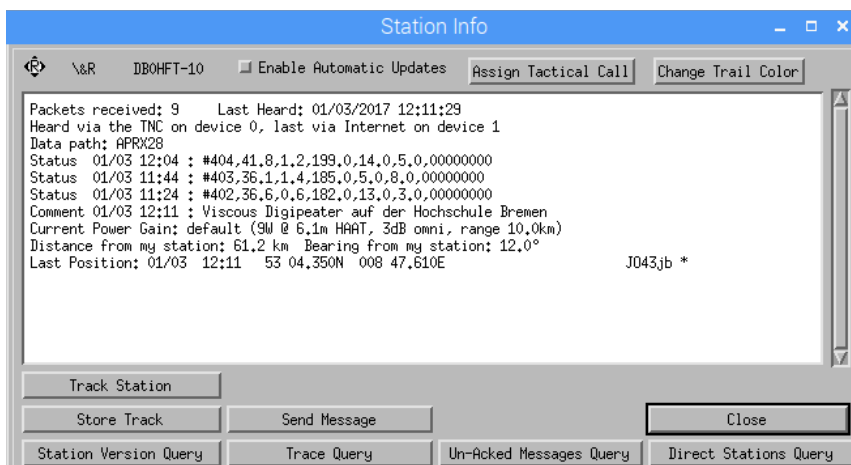 Station Info
R \&R DB0HFT-10 Enable Automatic Updates Assign Tactical Call Change Trail Color
Packets received: 9 Last Heard: 01/03/2017 12:11:29
Heard via the TNC on device 0, last via Internet on device 1
Data path: APRX28
Status 01/03 12:04 : #404,41.8,1.2,199.0,14.0,5.0,00000000
Status 01/03 11:44 : #403,36.1,1.4,185.0,5.0,8.0,00000000
Status 01/03 11:24 : #402,36.6,0.6,182.0,13.0,3.0,00000000
Comment 01/03 12:11 : Viscous Digipeater auf der Hochschule Bremen
Current Power Gain: default (9W @ 6.1m HAAT, 3dB omni, range 10.0km)
Distance from my station: 61.2 km Bearing from my station: 12.0°
Last Position: 01/03 12:11 53 04.350N 008 47.610E JO43jb *
Track Station
Store Track Send Message Close
Station Version Query Trace Query Un-Acked Messages Query Direct Stations Query